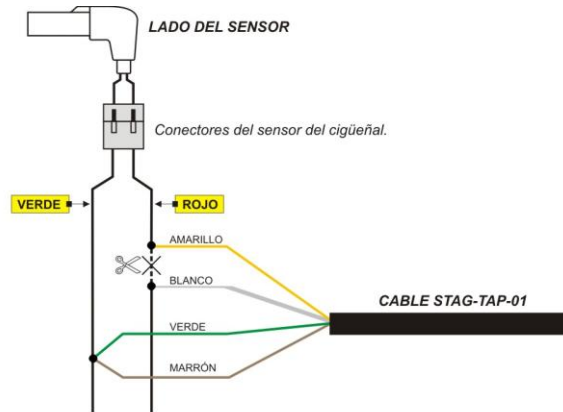 LADO DEL SENSOR
Conectores del sensor del cigüeñal.
VERDE
ROJO
AMARILLO
BLANCO
CABLE STAG-TAP-01
VERDE
MARRÓN